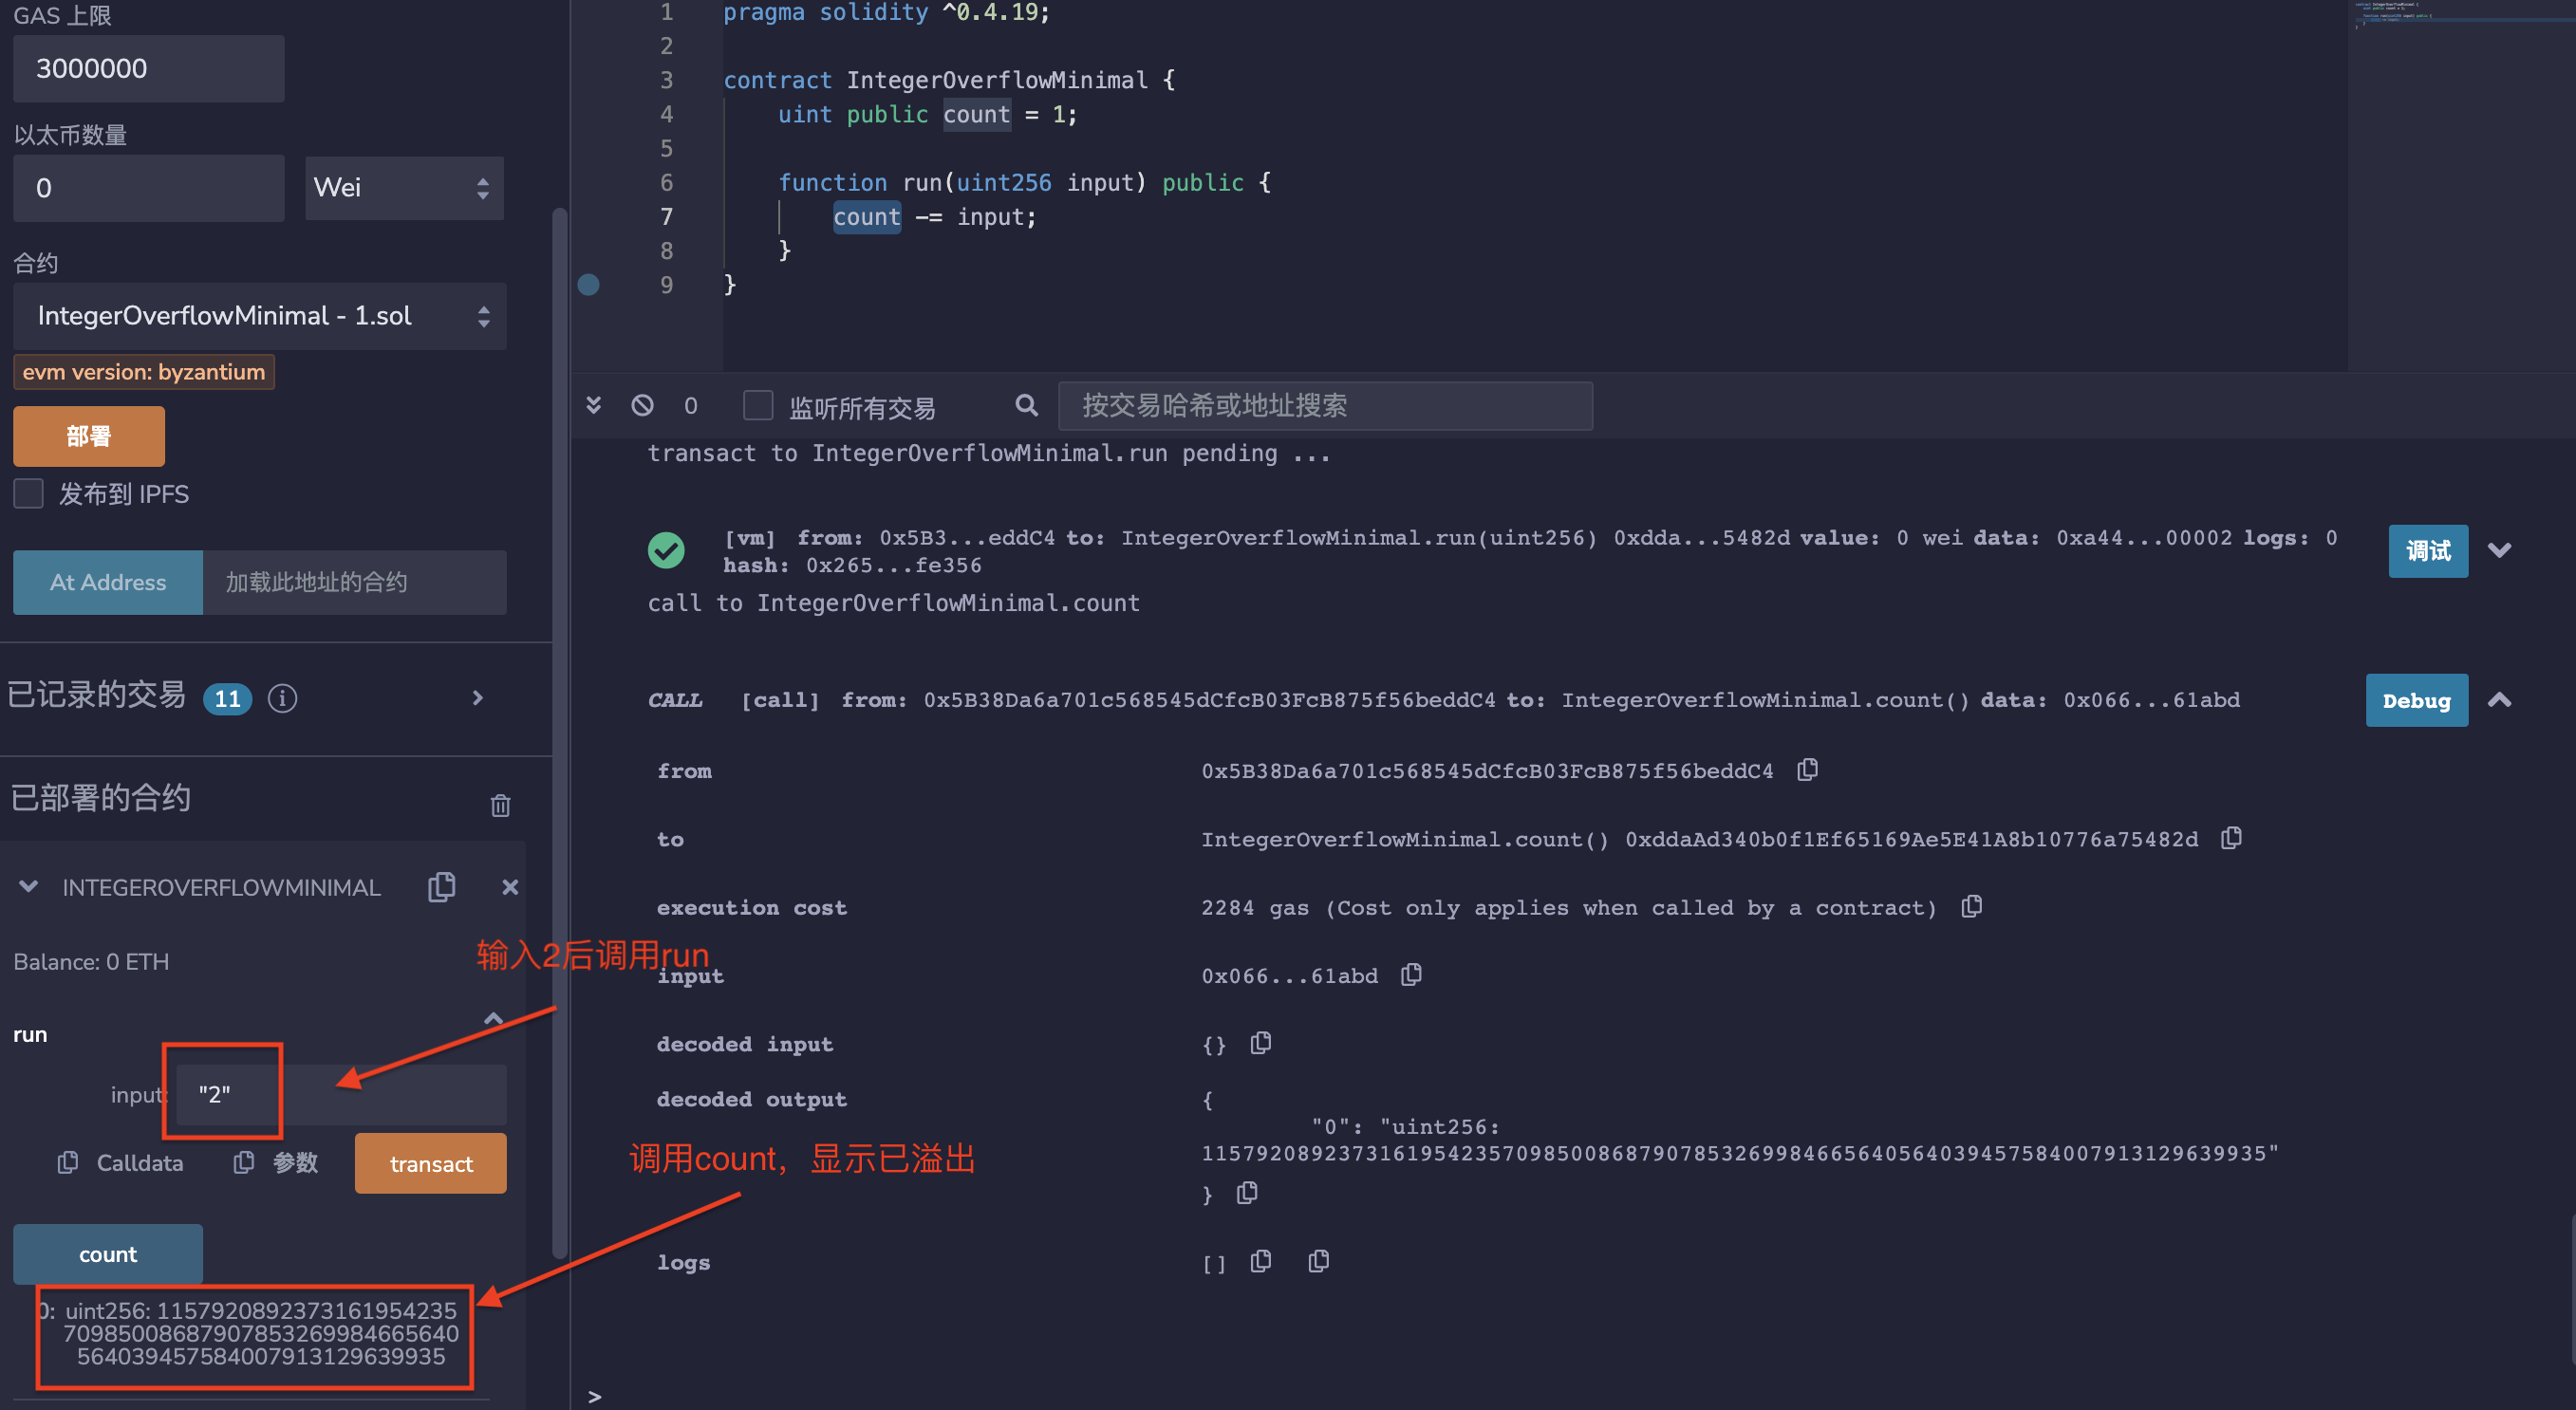 GAS 上限
3000000
以太币数量
0
Wei
合约
IntegerOverflowMinimal - 1.sol
evm version: byzantium
部署
发布到 IPFS
At Address
加载此地址的合约
已记录的交易 11
已部署的合约
INTEGEROVERFLOWMINIMAL
Balance: 0 ETH
输入2后调用run
run
input: "2"
Calldata 参数 transact
调用count，显示已溢出
count
0: uint256: 1157920892373161954235
70985008687907853269984665640
564039457584007913129639935
1 pragma solidity ^0.4.19;
2
3 contract IntegerOverflowMinimal {
4 uint public count = 1;
5
6 function run(uint256 input) public {
7 count -= input;
8 }
9 }
0 监听所有交易 按交易哈希或地址搜索
transact to IntegerOverflowMinimal.run pending ...
[vm] from: 0x5B3...eddC4 to: IntegerOverflowMinimal.run(uint256) 0xdda...5482d value: 0 wei data: 0xa44...00002 logs: 0
hash: 0x265...fe356
调试
call to IntegerOverflowMinimal.count
CALL [call] from: 0x5B38Da6a701c568545dCfcB03FcB875f56beddC4 to: IntegerOverflowMinimal.count() data: 0x066...61abd
Debug
from 0x5B38Da6a701c568545dCfcB03FcB875f56beddC4
to IntegerOverflowMinimal.count() 0xddaAd340b0f1Ef65169Ae5E41A8b10776a75482d
execution cost 2284 gas (Cost only applies when called by a contract)
input 0x066...61abd
decoded input {}
decoded output {
"0": "uint256:
115792089237316195423570985008687907853269984665640564039457584007913129639935"
}
logs []
>